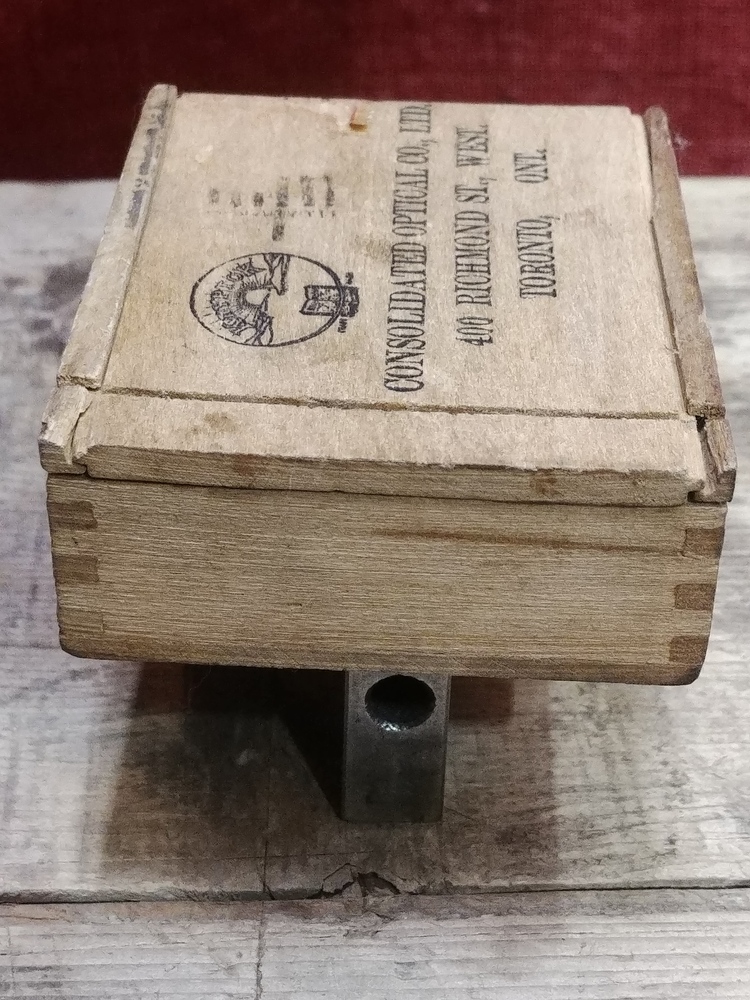 CONSOLIDATED OPTICAL CO., LTD.
400 RICHMOND ST., WEST.
TORONTO, ONT.